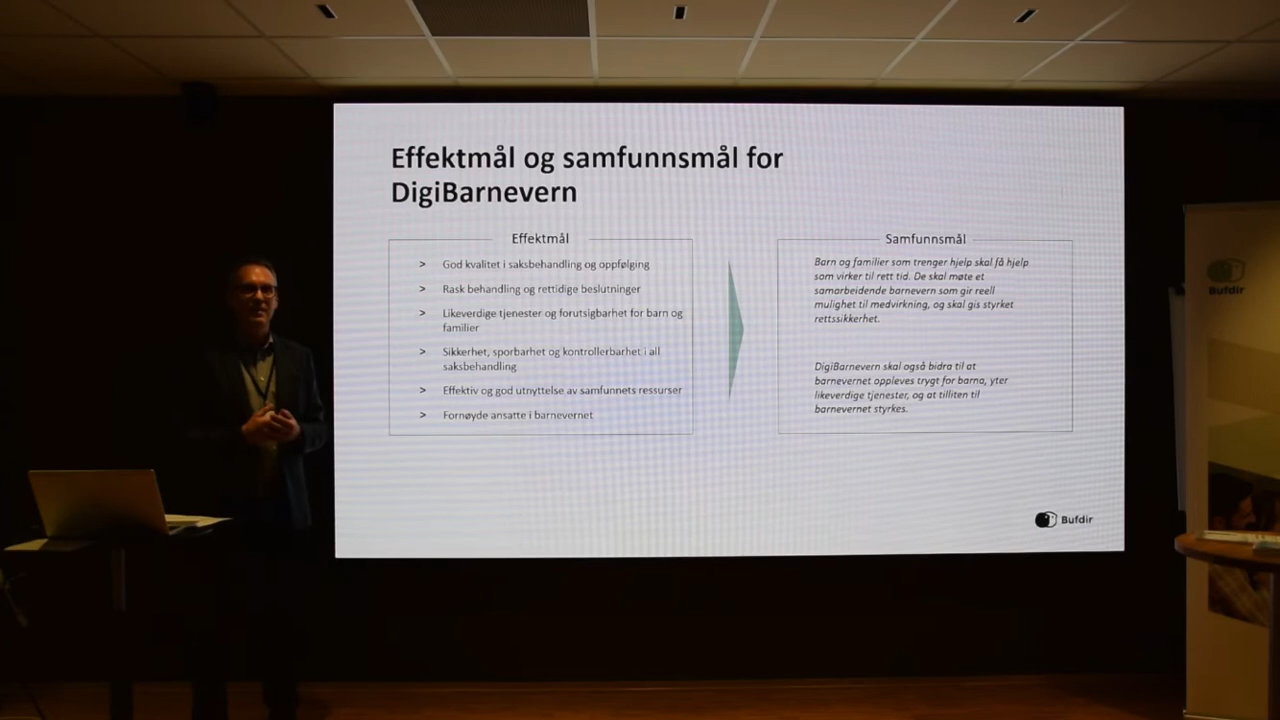 Effektmål og samfunnsmål for
DigiBarnevern
Effektmål
> God kvalitet i saksbehandling og oppfølging
> Rask behandling og rettidige beslutninger
> Likeverdige tjenester og forutsigbarhet for barn og
familier
> Sikkerhet, sporbarhet og kontrollerbarhet i all
saksbehandling
> Effektiv og god utnyttelse av samfunnets ressurser
> Fornøyde ansatte i barnevernet
Samfunnsmål
Barn og familier som trenger hjelp skal få hjelp
som virker til rett tid. De skal møte et
samarbeidende barnevern som gir reell
mulighet til medvirkning, og skal gis styrket
rettssikkerhet.
DigiBarnevern skal også bidra til at
barnevernet oppleves trygt for barna, yter
likeverdige tjenester, og at tilliten til
barnevernet styrkes.
Bufdir
Bufdir